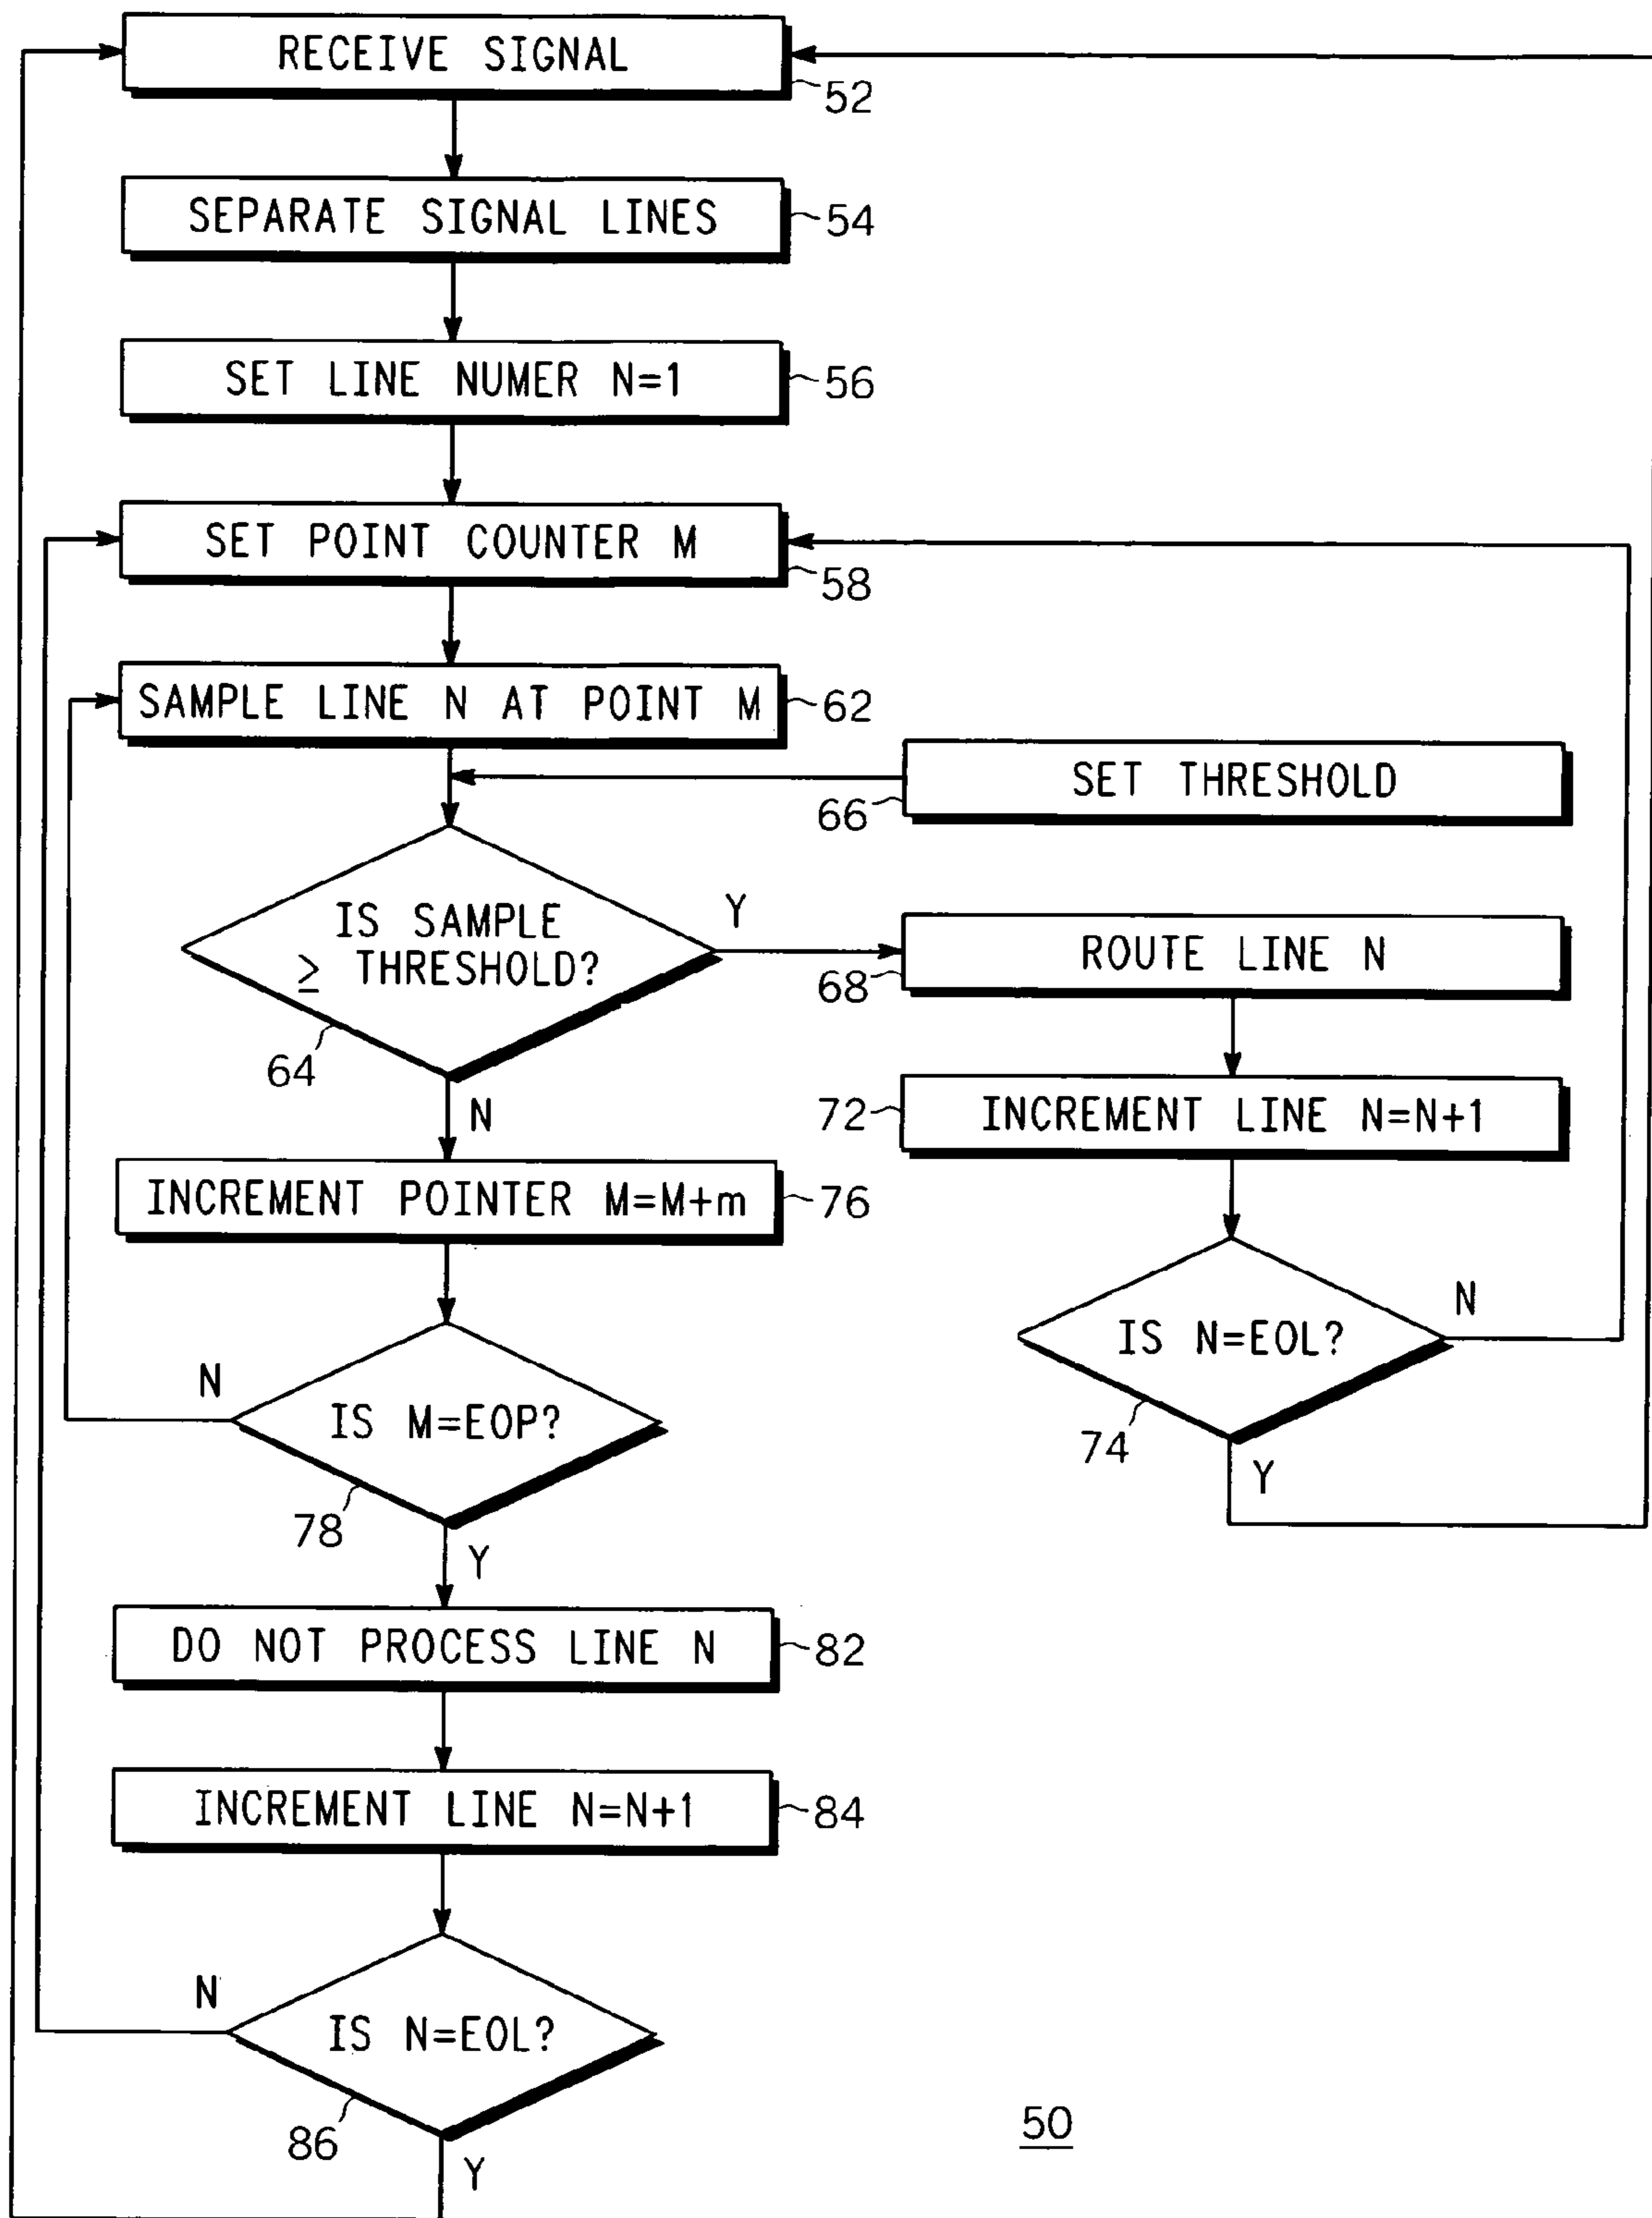 RECEIVE SIGNAL
52
SEPARATE SIGNAL LINES
54
SET LINE NUMER N=1
56
SET POINT COUNTER M
58
SAMPLE LINE N AT POINT M
62
SET THRESHOLD
66
IS SAMPLE
≥ THRESHOLD?
64
Y
N
ROUTE LINE N
68
INCREMENT LINE N=N+1
72
IS N=EOL?
74
N
Y
INCREMENT POINTER M=M+m
76
IS M=EOP?
78
N
Y
DO NOT PROCESS LINE N
82
INCREMENT LINE N=N+1
84
IS N=EOL?
86
N
Y
50